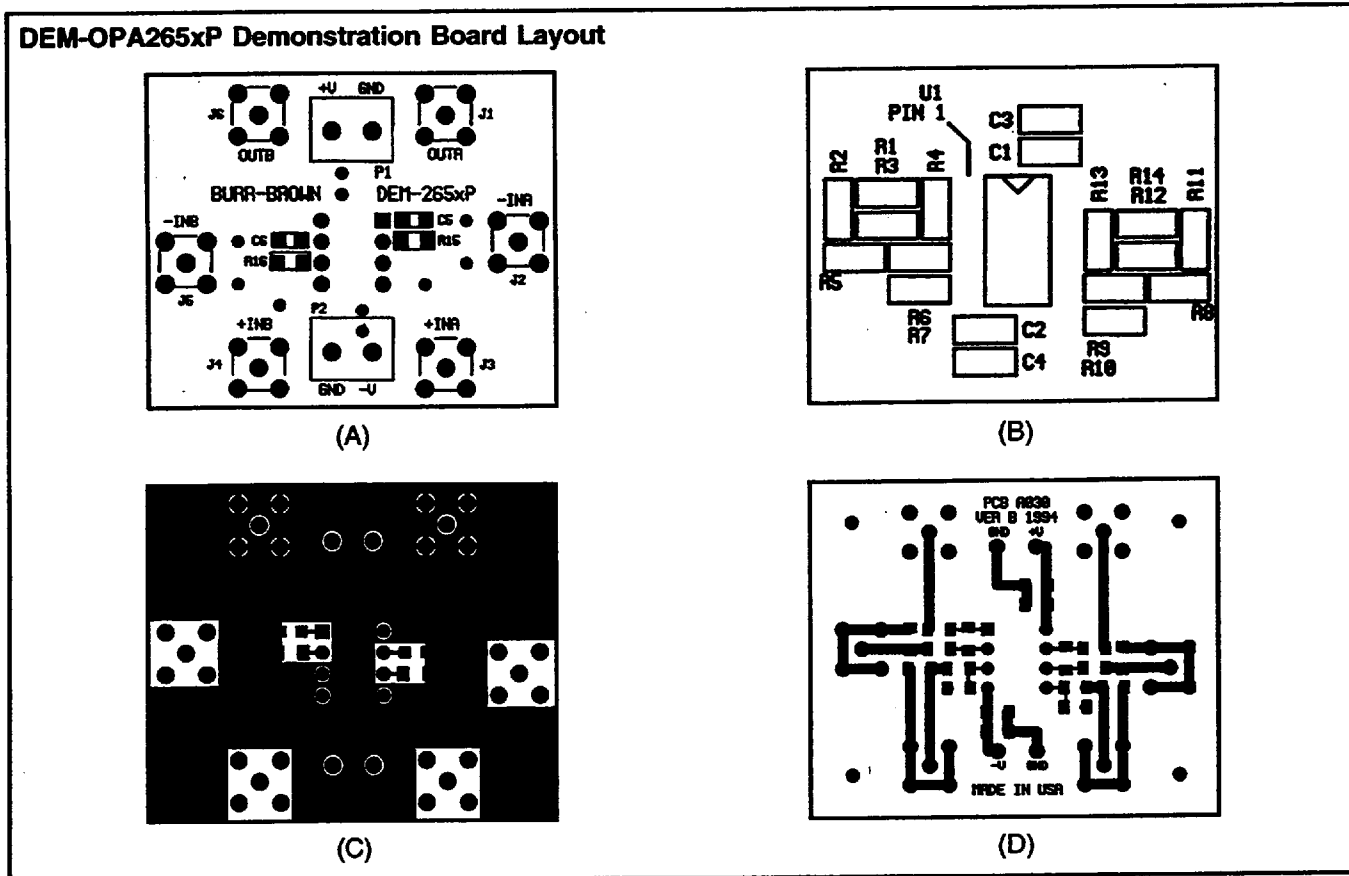 DEM-OPA265xP Demonstration Board Layout
+V GND
J6
J1
OUTB
OUTA
P1
BURR-BROWN DEM-265xP
-INB
-INA
C5
C6
R15
R16
J5
J2
P2
+INB
+INA
J4
J3
GND -V
(A)
U1
PIN 1
C3
C1
R2
R1
R3
R4
R13
R14
R12
R11
R5
R6
R7
R8
R9
R10
C2
C4
(B)
(C)
PCB A030
VER B 1994
GND +V
-V GND
MADE IN USA
(D)